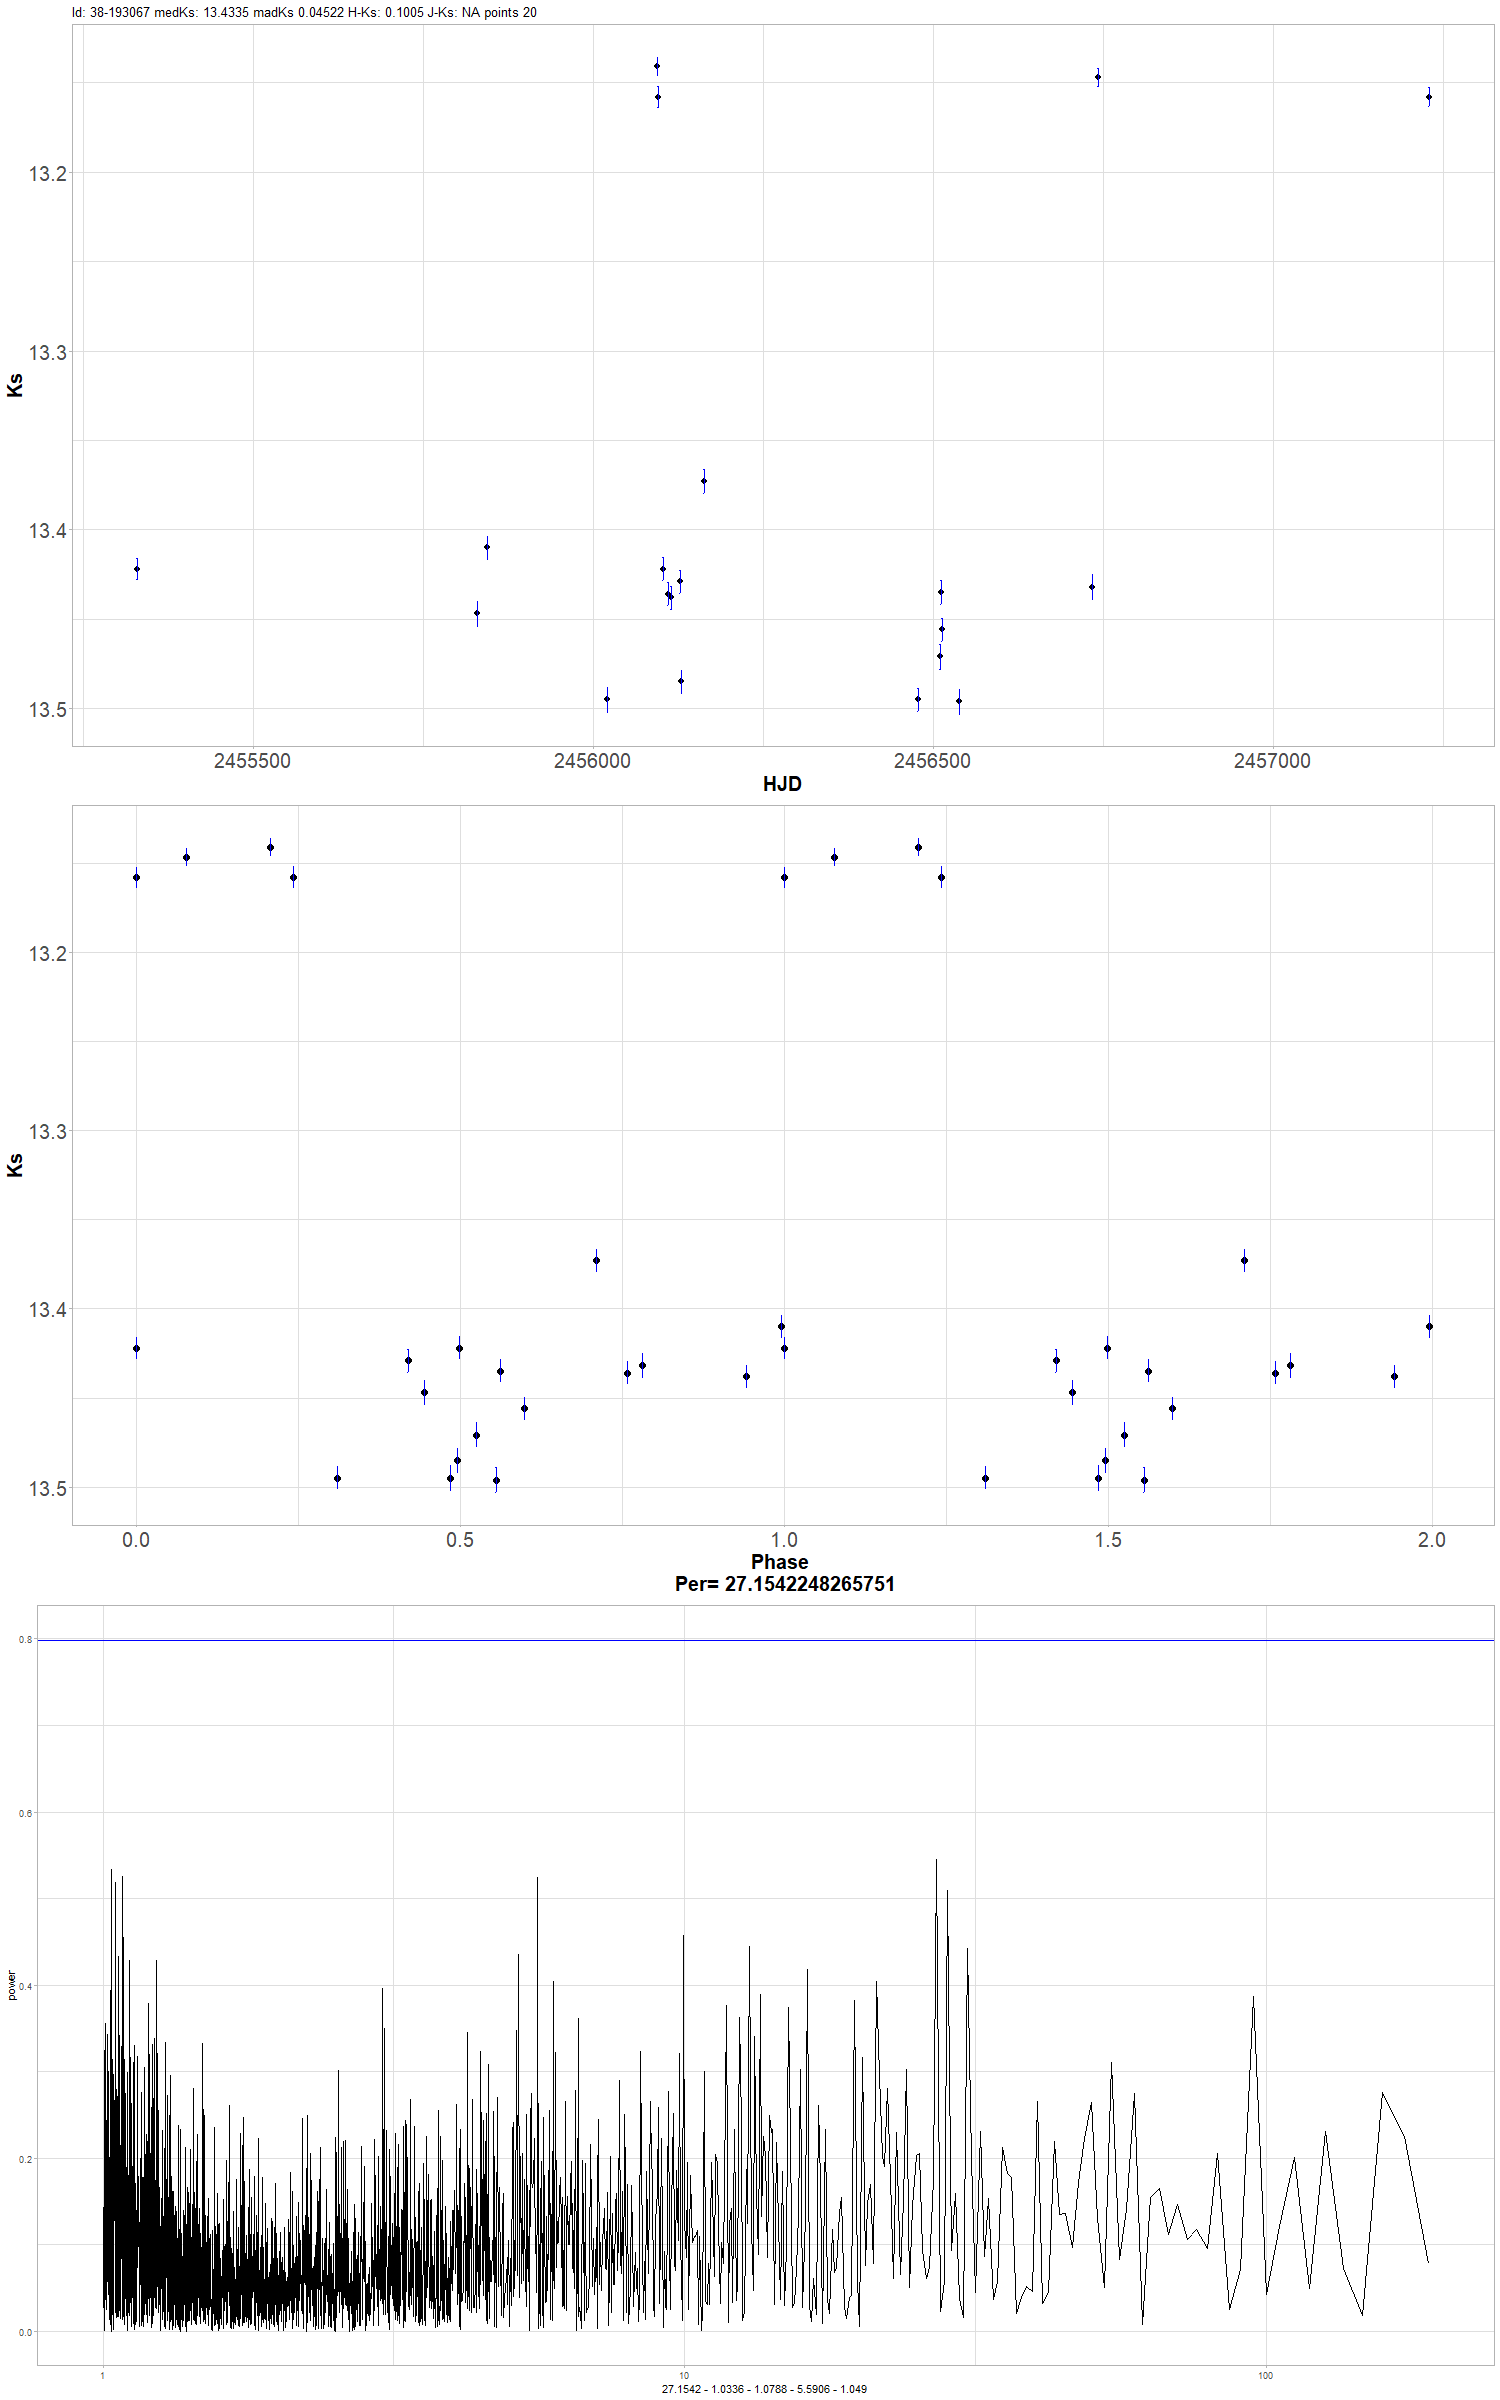 Id: 38-193067 medKs: 13.4335 madKs 0.04522 H-Ks: 0.1005 J-Ks: NA points 20
13.2
13.3
13.4
13.5
Ks
2455500 2456000 2456500 2457000
HJD
13.2
13.3
13.4
13.5
Ks
0.0 0.5 1.0 1.5 2.0
Phase
Per= 27.1542248265751
0.8
0.6
0.4
0.2
0.0
power
1 10 100
27.1542 - 1.0336 - 1.0788 - 5.5906 - 1.049